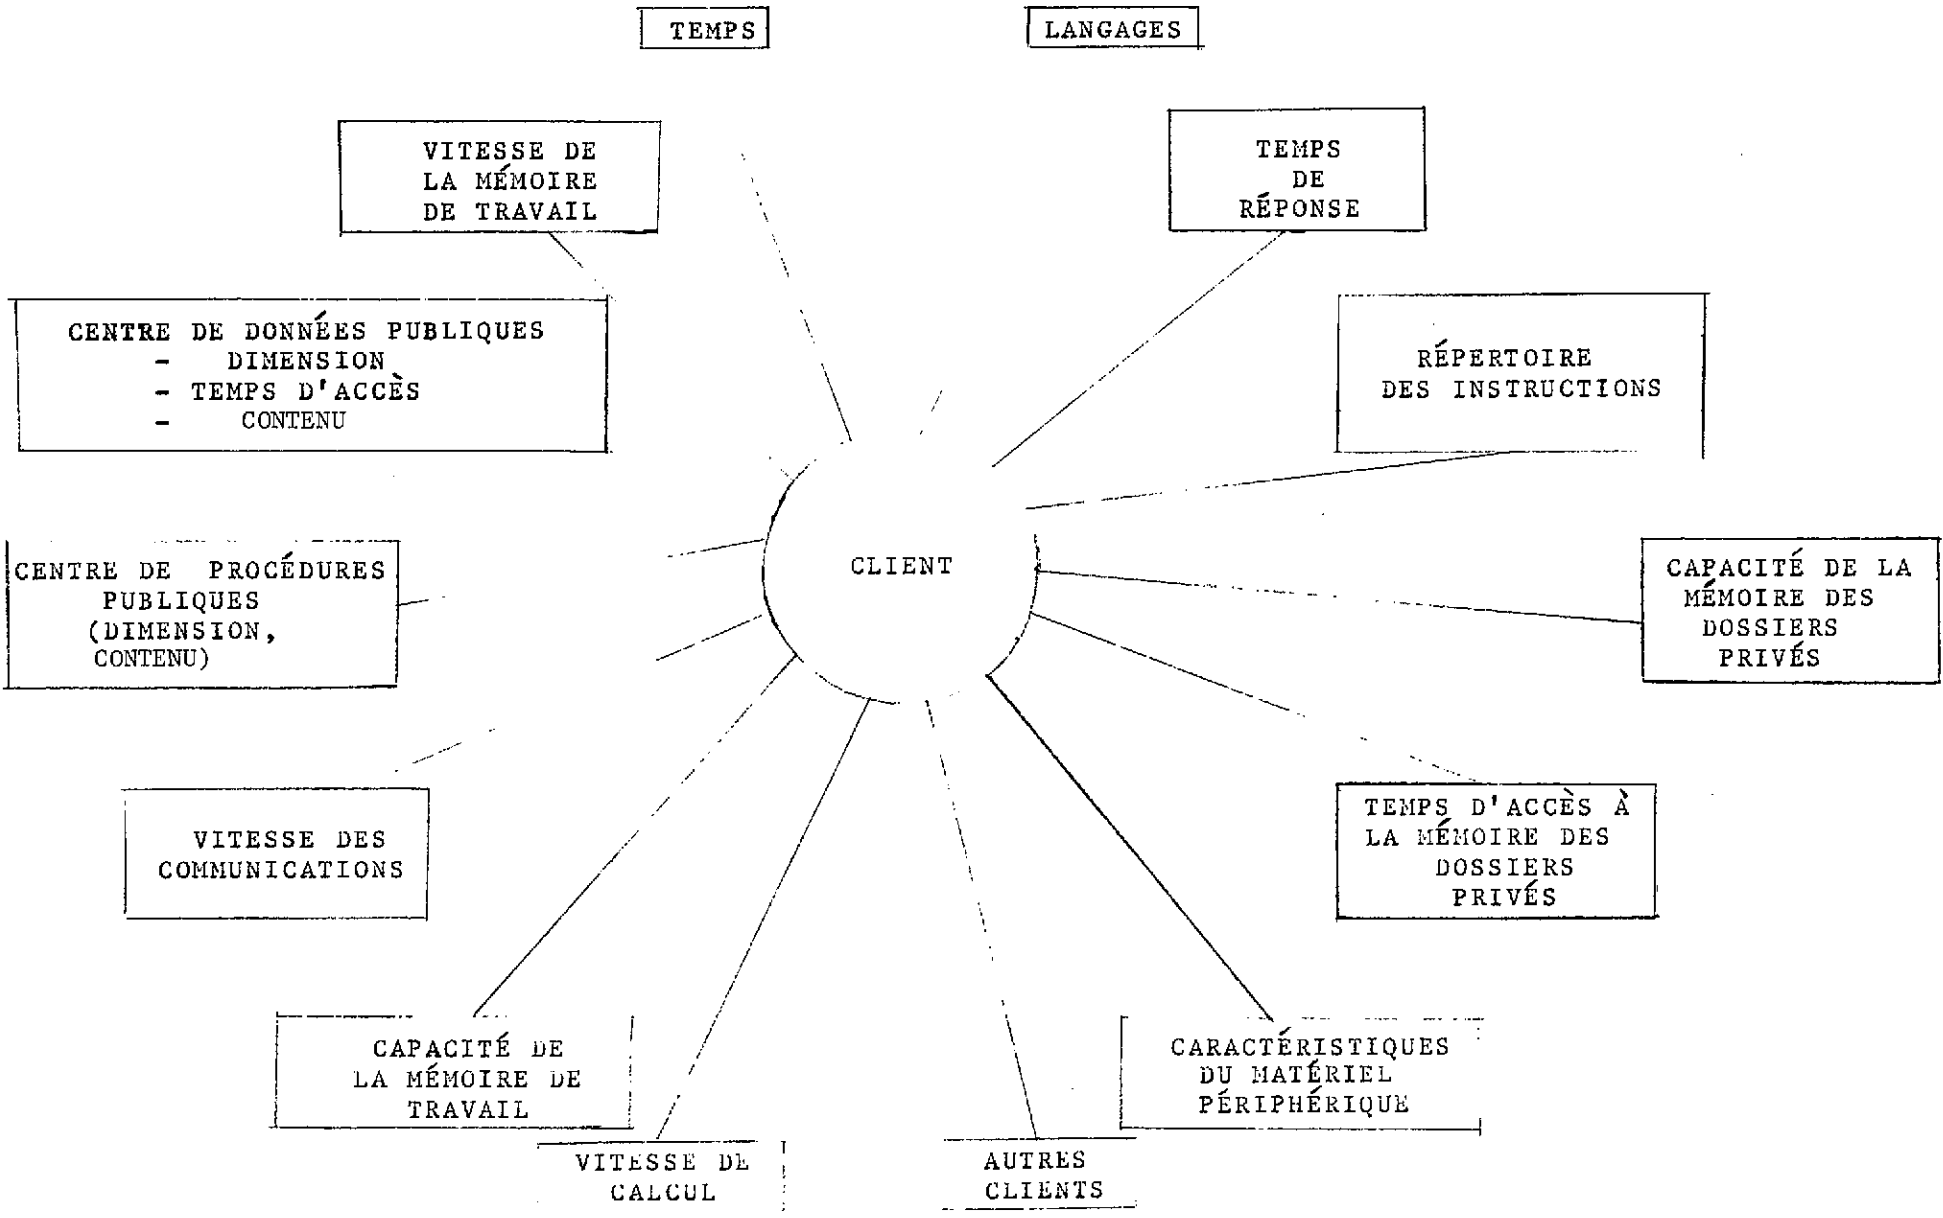 TEMPS
LANGAGES
VITESSE DE
LA MÉMOIRE
DE TRAVAIL
TEMPS
DE
RÉPONSE
CENTRE DE DONNÉES PUBLIQUES
- DIMENSION
- TEMPS D'ACCÈS
- CONTENU
RÉPERTOIRE
DES INSTRUCTIONS
CENTRE DE PROCÉDURES
PUBLIQUES
(DIMENSION,
CONTENU)
CLIENT
CAPACITÉ DE LA
MÉMOIRE DES
DOSSIERS
PRIVÉS
VITESSE DES
COMMUNICATIONS
TEMPS D'ACCÈS À
LA MÉMOIRE DES
DOSSIERS
PRIVÉS
CAPACITÉ DE
LA MÉMOIRE DE
TRAVAIL
CARACTÉRISTIQUES
DU MATÉRIEL
PÉRIPHÉRIQUE
VITESSE DE
CALCUL
AUTRES
CLIENTS